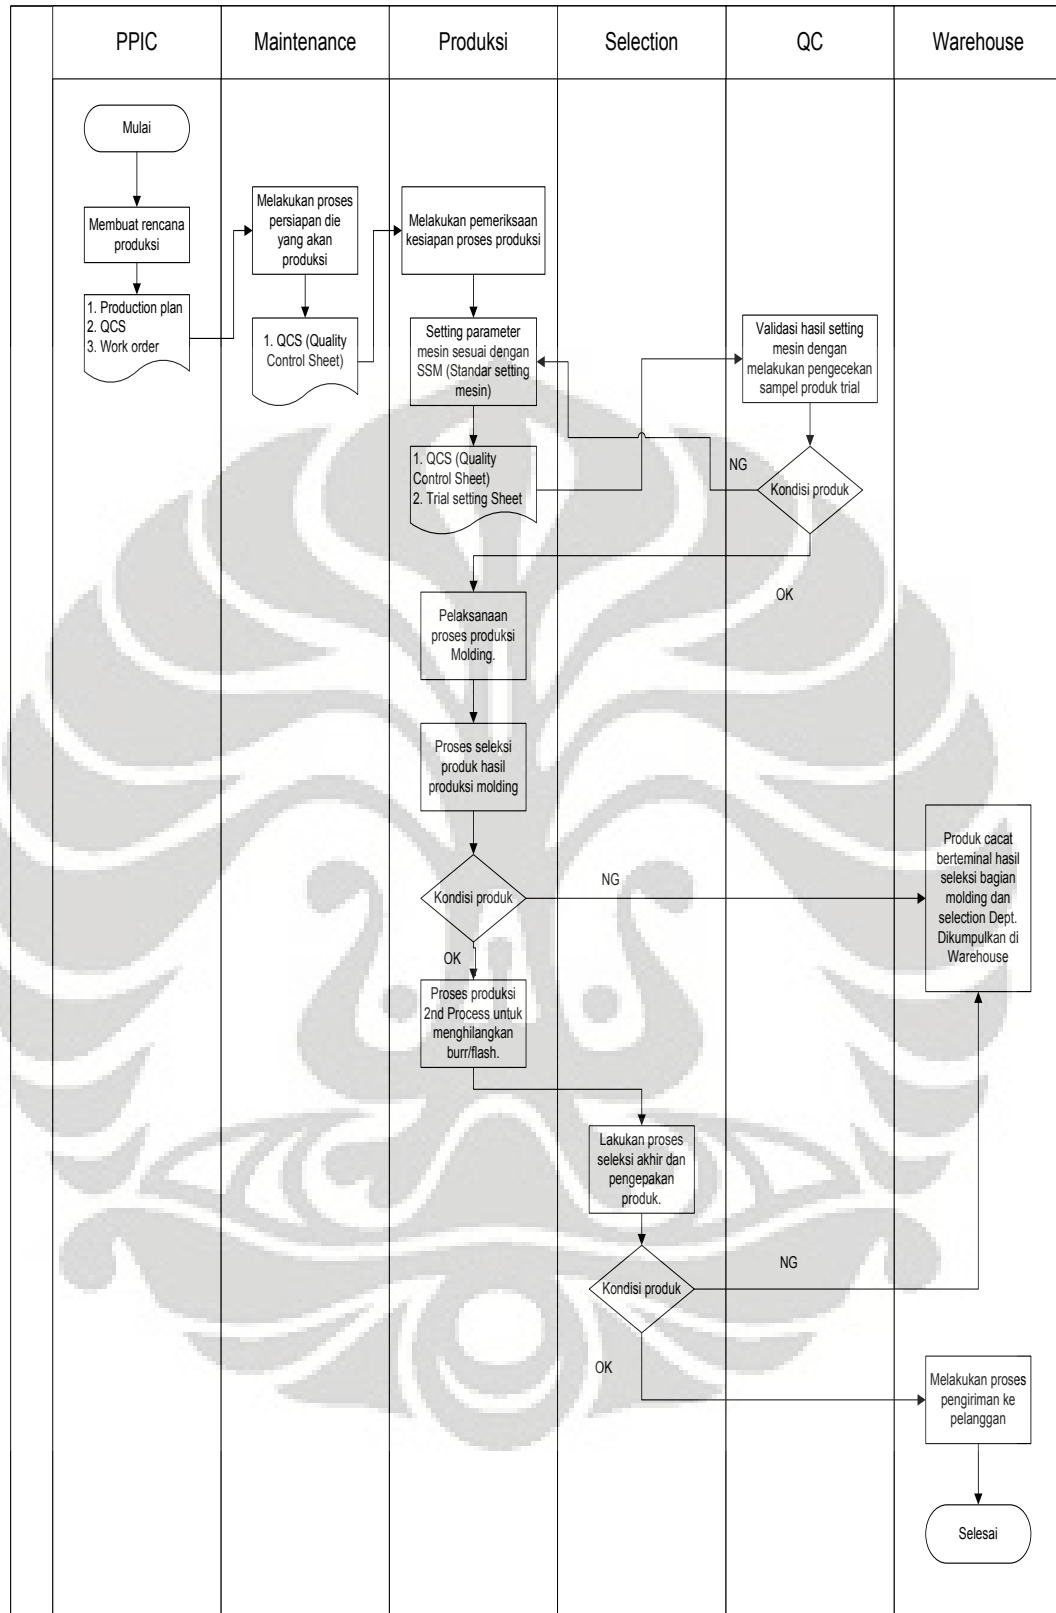 PPIC
Maintenance
Produksi
Selection
QC
Warehouse
Mulai
Membuat rencana
produksi
1. Production plan
2. QCS
3. Work order
Melakukan proses
persiapan die
yang akan
produksi
1. QCS (Quality
Control Sheet)
Melakukan pemeriksaan
kesiapan proses produksi
Setting parameter
mesin sesuai dengan
SSM (Standar setting
mesin)
1. QCS (Quality
Control Sheet)
2. Trial setting Sheet
Validasi hasil setting
mesin dengan
melakukan pengecekan
sampel produk trial
NG
Kondisi produk
OK
Pelaksanaan
proses produksi
Molding.
Proses seleksi
produk hasil
produksi molding
Kondisi produk
NG
Produk cacat
berteminal hasil
seleksi bagian
molding dan
selection Dept.
Dikumpulkan di
Warehouse
OK
Proses produksi
2nd Process untuk
menghilangkan
burr/flash.
Lakukan proses
seleksi akhir dan
pengepakan
produk.
Kondisi produk
NG
OK
Melakukan proses
pengiriman ke
pelanggan
Selesai